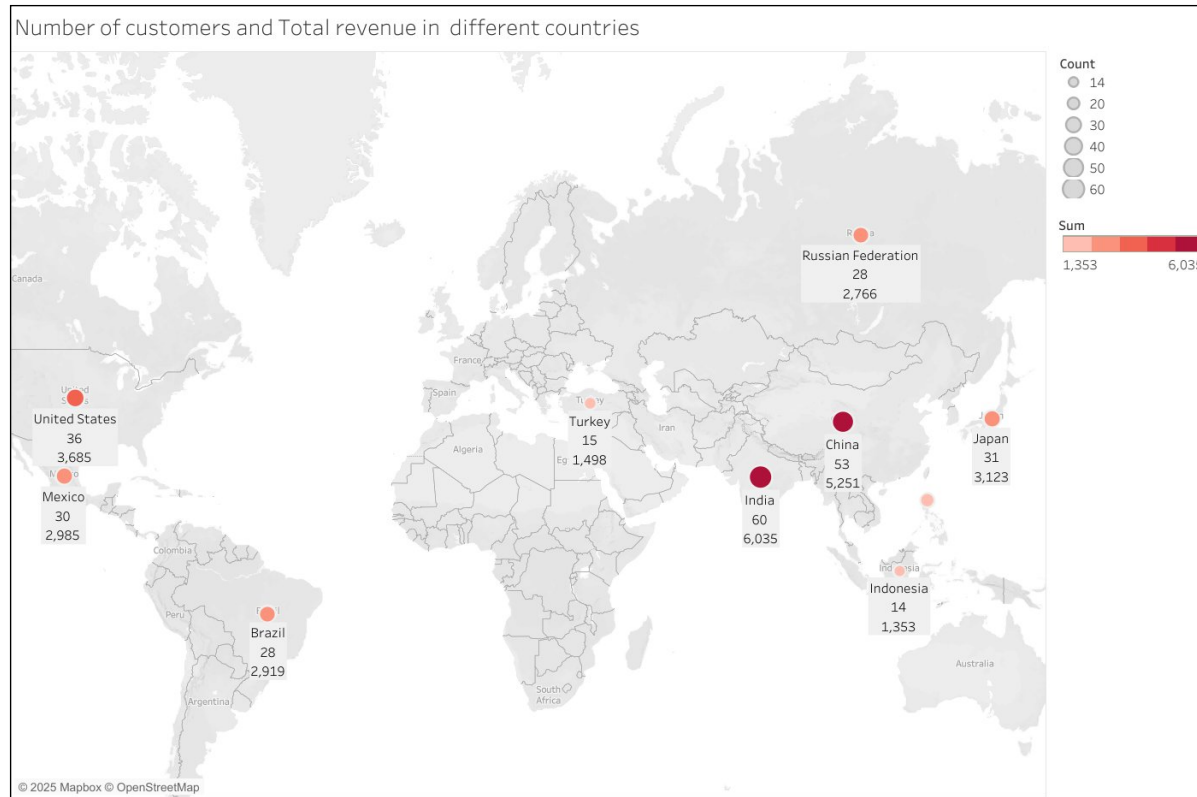 Number of customers and Total revenue in different countries
Count
14
20
30
40
50
60
Sum
1,353
6,035
Canada
Russian Federation
28
2,766
France
Spain
United States
36
3,685
Turkey
15
1,498
Iran
China
53
5,251
Japan
31
3,123
Algeria
Mexico
30
2,985
India
60
6,035
Colombia
Indonesia
14
1,353
Peru
Brazil
28
2,919
Australia
South
Africa
Argentina
© 2025 Mapbox © OpenStreetMap